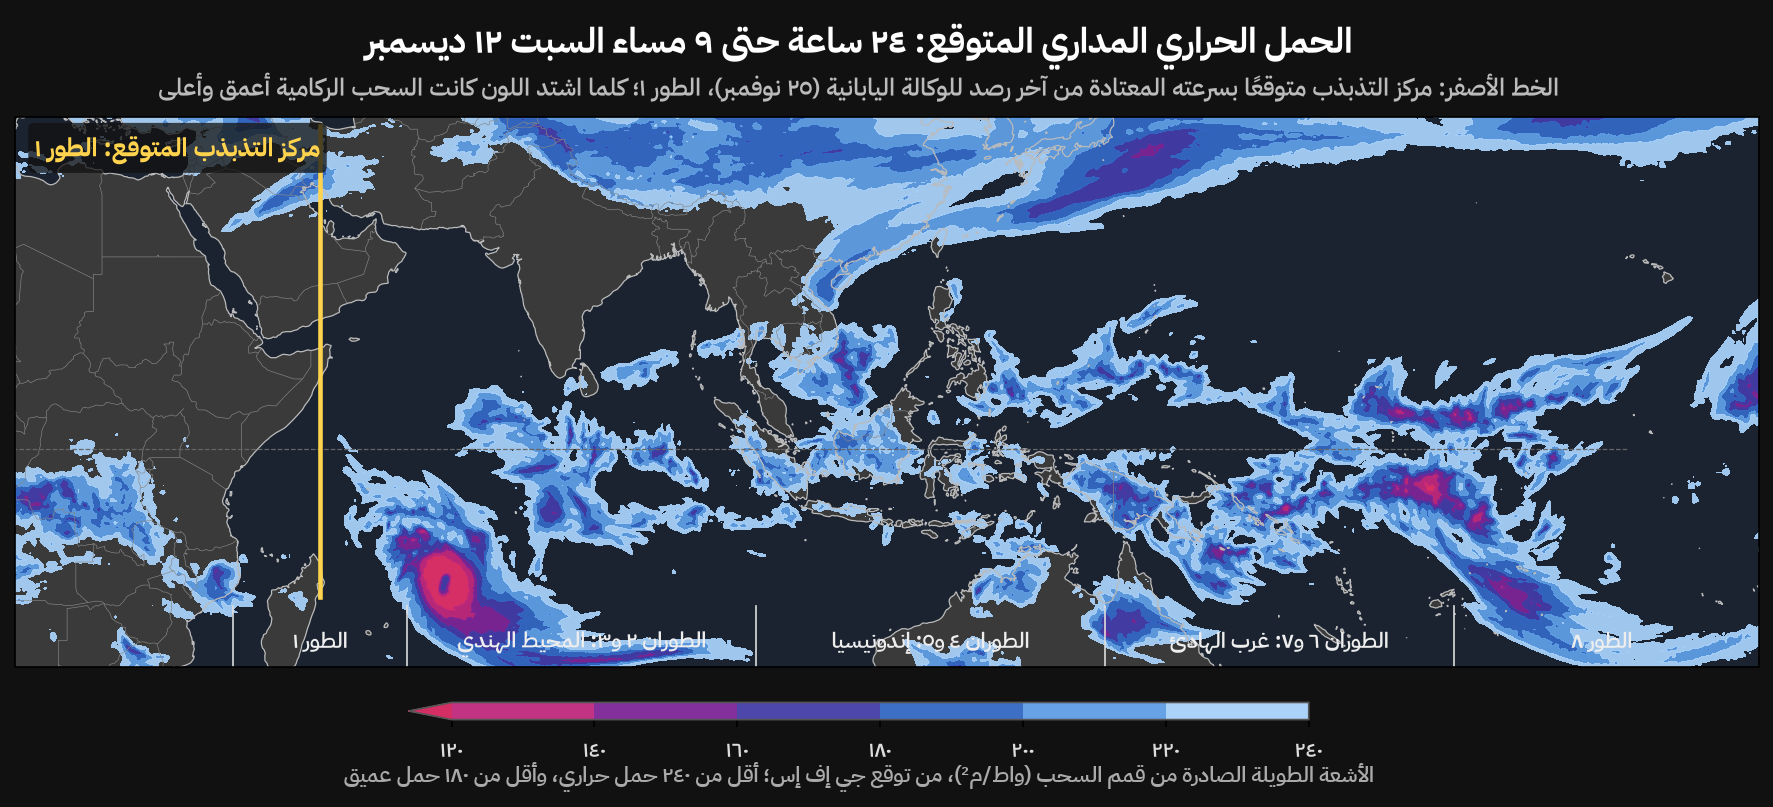 الحمل الحراري المداري المتوقع: ٢٤ ساعة حتى ٩ مساء السبت ١٢ ديسمبر
الخط الأصفر: مركز التذبذب متوقعًا بسرعته المعتادة من آخر رصد للوكالة اليابانية (٢٥ نوفمبر)، الطور ١؛ كلما اشتد اللون كانت السحب الركامية أعمق وأعلى
مركز التذبذب المتوقع: الطور ١
الطور ١
الطوران ٢ و٣: المحيط الهندي
الطوران ٤ و٥: إندونيسيا
الطوران ٦ و٧: غرب الهادئ
الطور ٨
١٢٠ ١٤٠ ١٦٠ ١٨٠ ٢٠٠ ٢٢٠ ٢٤٠
الأشعة الطويلة الصادرة من قمم السحب (واط/م²)، من توقع جي إف إس؛ أقل من ٢٤٠ حمل حراري، وأقل من ١٨٠ حمل عميق